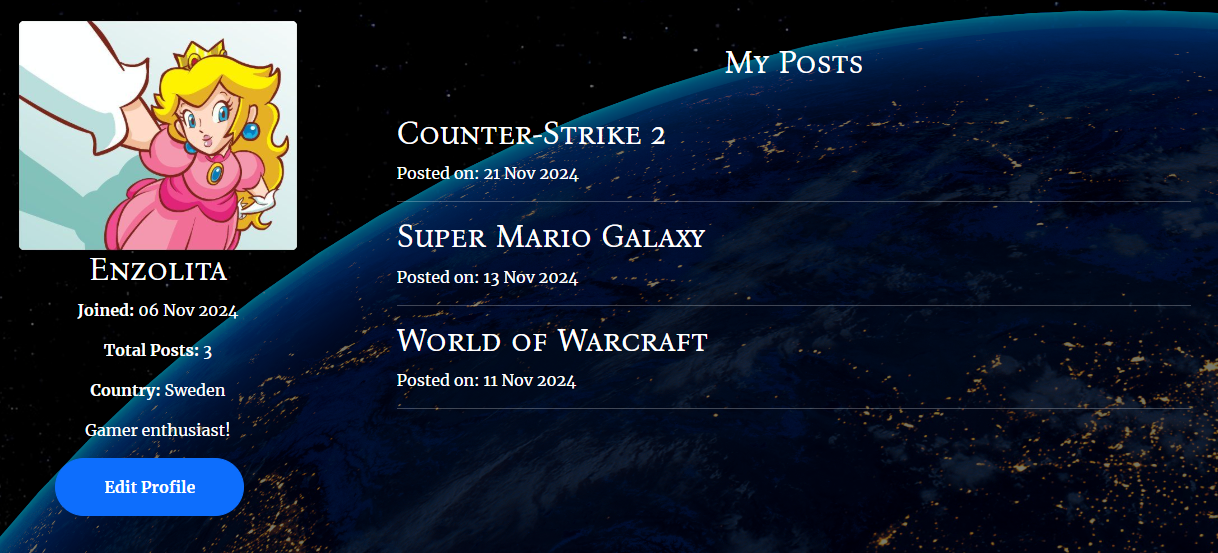 Enzolita
Joined: 06 Nov 2024
Total Posts: 3
Country: Sweden
Gamer enthusiast!
Edit Profile
My Posts
Counter-Strike 2
Posted on: 21 Nov 2024
Super Mario Galaxy
Posted on: 13 Nov 2024
World of Warcraft
Posted on: 11 Nov 2024